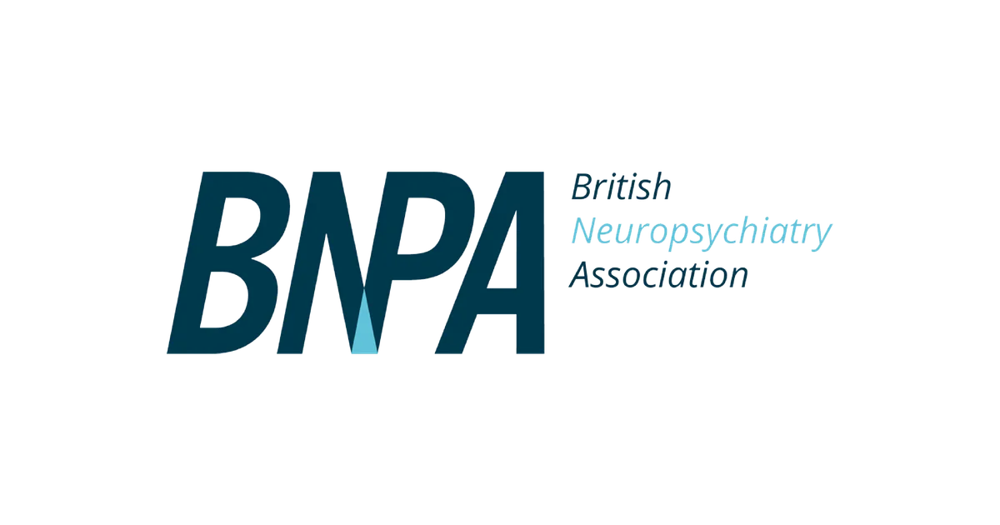 BNPA
British
Neuropsychiatry
Association